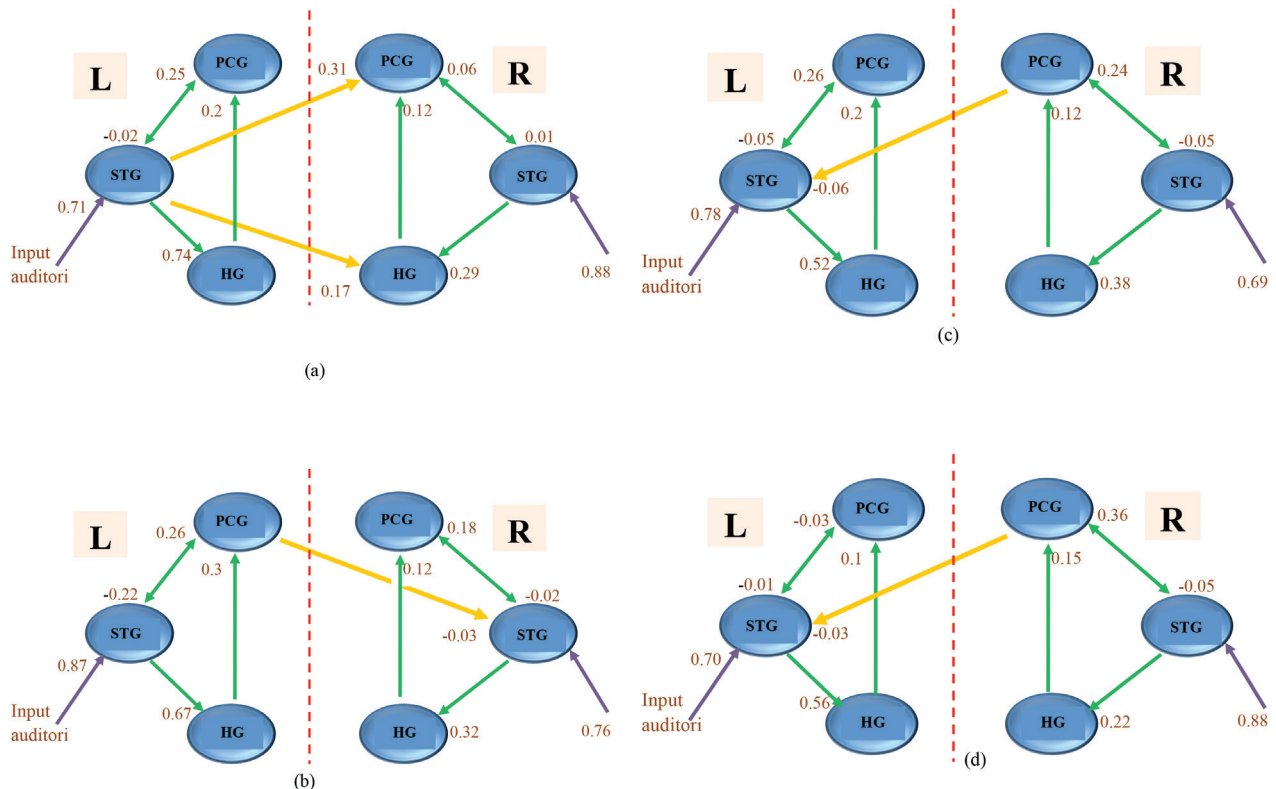 PCG
PCG
0.25
0.31
0.06
L
R
0.2
0.12
-0.02
0.01
STG
STG
0.71
0.74
Input
auditori
HG
HG
0.29
0.17
0.88
(a)
PCG
PCG
0.26
0.24
L
R
0.2
0.12
-0.05
-0.05
STG
STG
-0.06
0.78
0.52
Input
auditori
HG
HG
0.38
0.69
(c)
PCG
PCG
0.26
0.18
L
R
0.3
0.12
-0.22
-0.02
STG
STG
-0.03
0.87
0.67
Input
auditori
HG
HG
0.32
0.76
(b)
PCG
PCG
-0.03
0.36
L
R
0.1
0.15
-0.01
-0.05
STG
STG
-0.03
0.70
0.56
Input
auditori
HG
HG
0.22
0.88
(d)